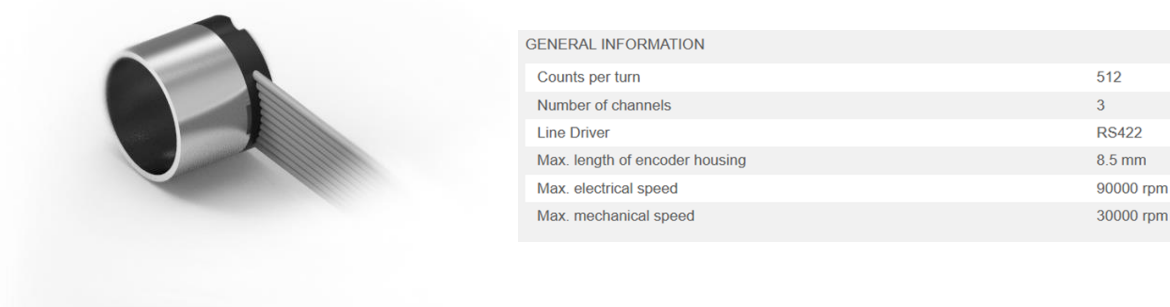 GENERAL INFORMATION
Counts per turn 512
Number of channels 3
Line Driver RS422
Max. length of encoder housing 8.5 mm
Max. electrical speed 90000 rpm
Max. mechanical speed 30000 rpm